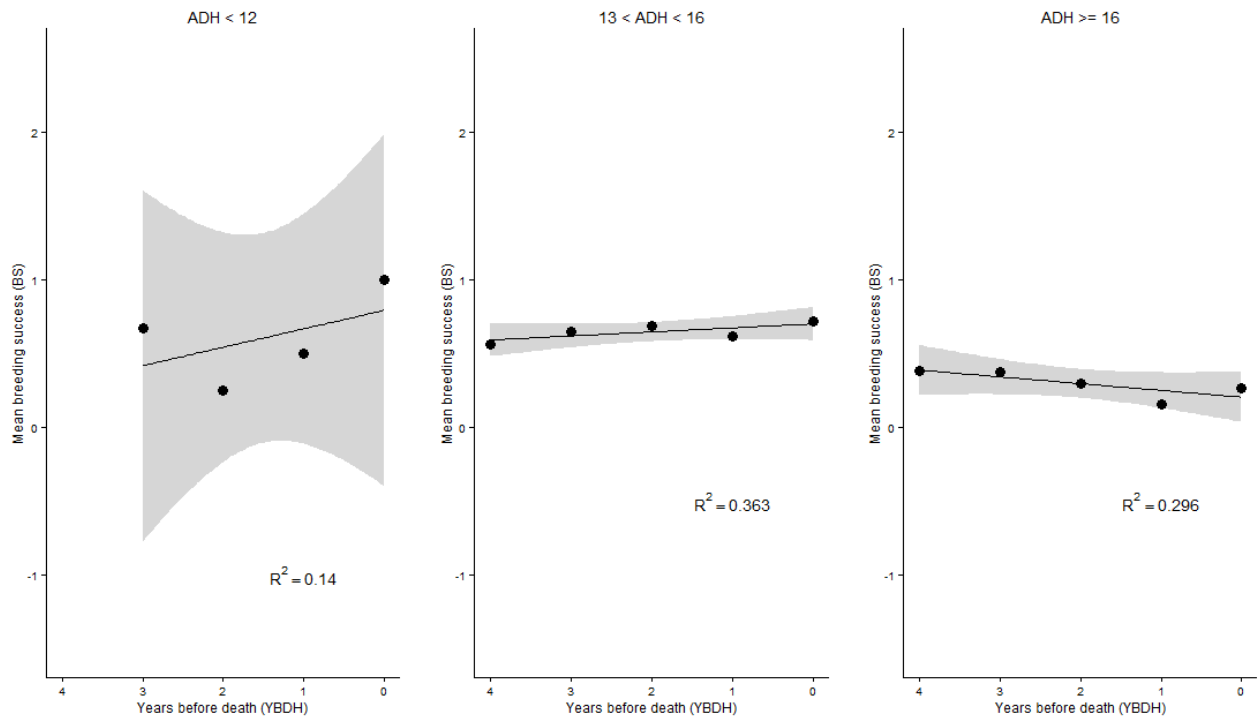 ADH < 12
Mean breeding success (BS)
2
1
0
-1
R² = 0.14
4 3 2 1 0
Years before death (YBDH)
13 < ADH < 16
Mean breeding success (BS)
2
1
0
-1
R² = 0.363
4 3 2 1 0
Years before death (YBDH)
ADH >= 16
Mean breeding success (BS)
2
1
0
-1
R² = 0.296
4 3 2 1 0
Years before death (YBDH)